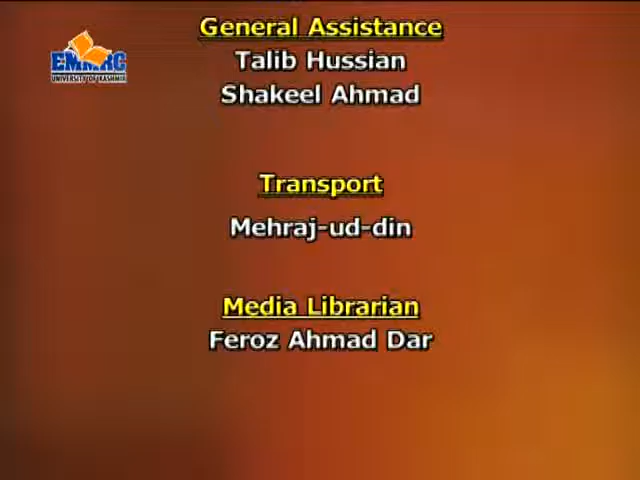 General Assistance
EMMRC
UNIVERSITY OF KASHMIR
Talib Hussian
Shakeel Ahmad
Transport
Mehraj-ud-din
Media Librarian
Feroz Ahmad Dar